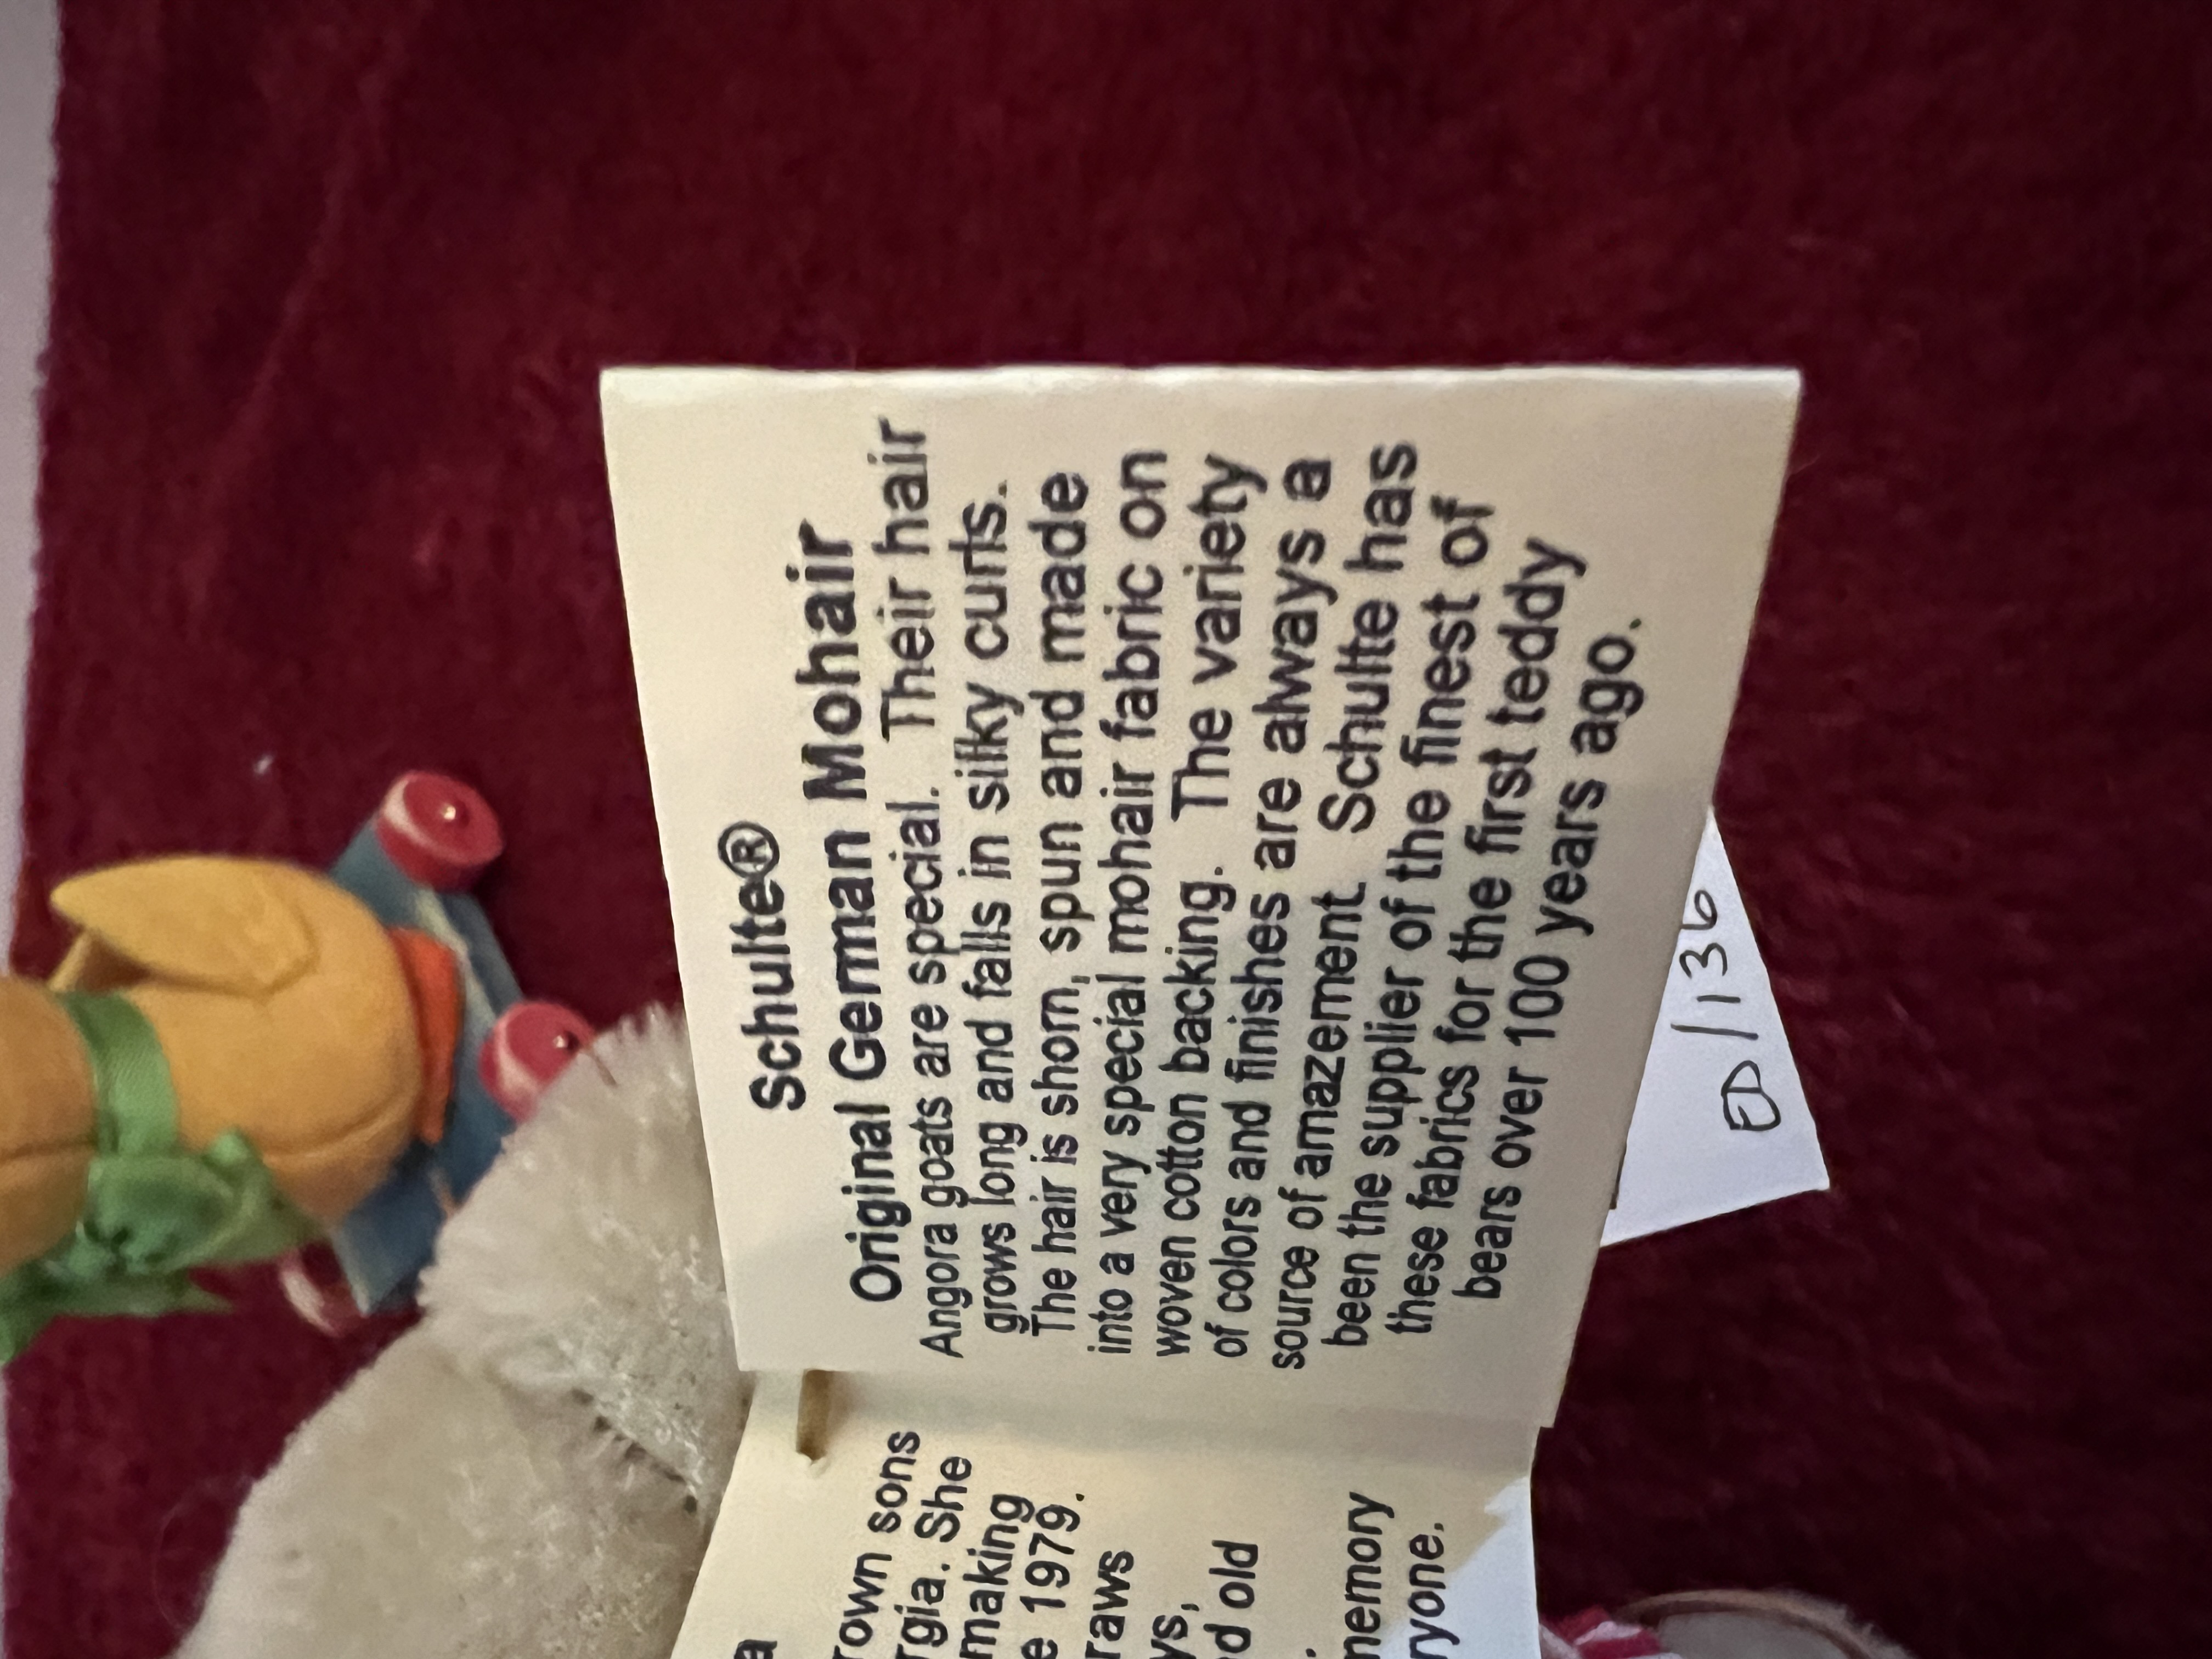 Schulte®
Original German Mohair
Angora goats are special. Their hair
grows long and falls in silky curls.
The hair is shorn, spun and made
into a very special mohair fabric on
woven cotton backing. The variety
of colors and finishes are always a
source of amazement. Schulte has
been the supplier of the finest of
these fabrics for the first teddy
bears over 100 years ago.
sons
She
making
1979.
old
/136